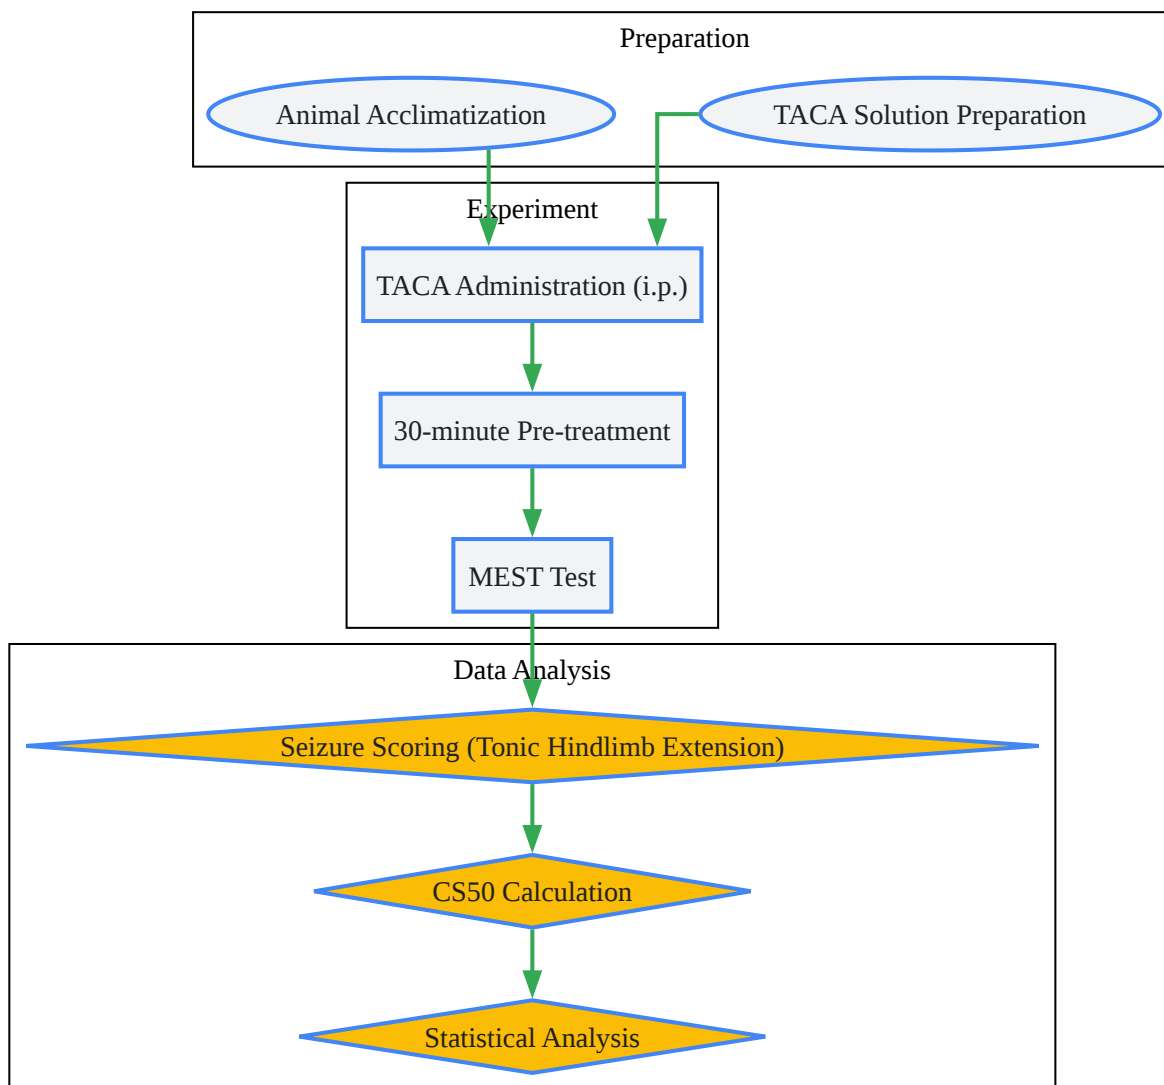 Preparation
Animal Acclimatization
TACA Solution Preparation
Experiment
TACA Administration (i.p.)
30-minute Pre-treatment
MEST Test
Data Analysis
Seizure Scoring (Tonic Hindlimb Extension)
CS50 Calculation
Statistical Analysis